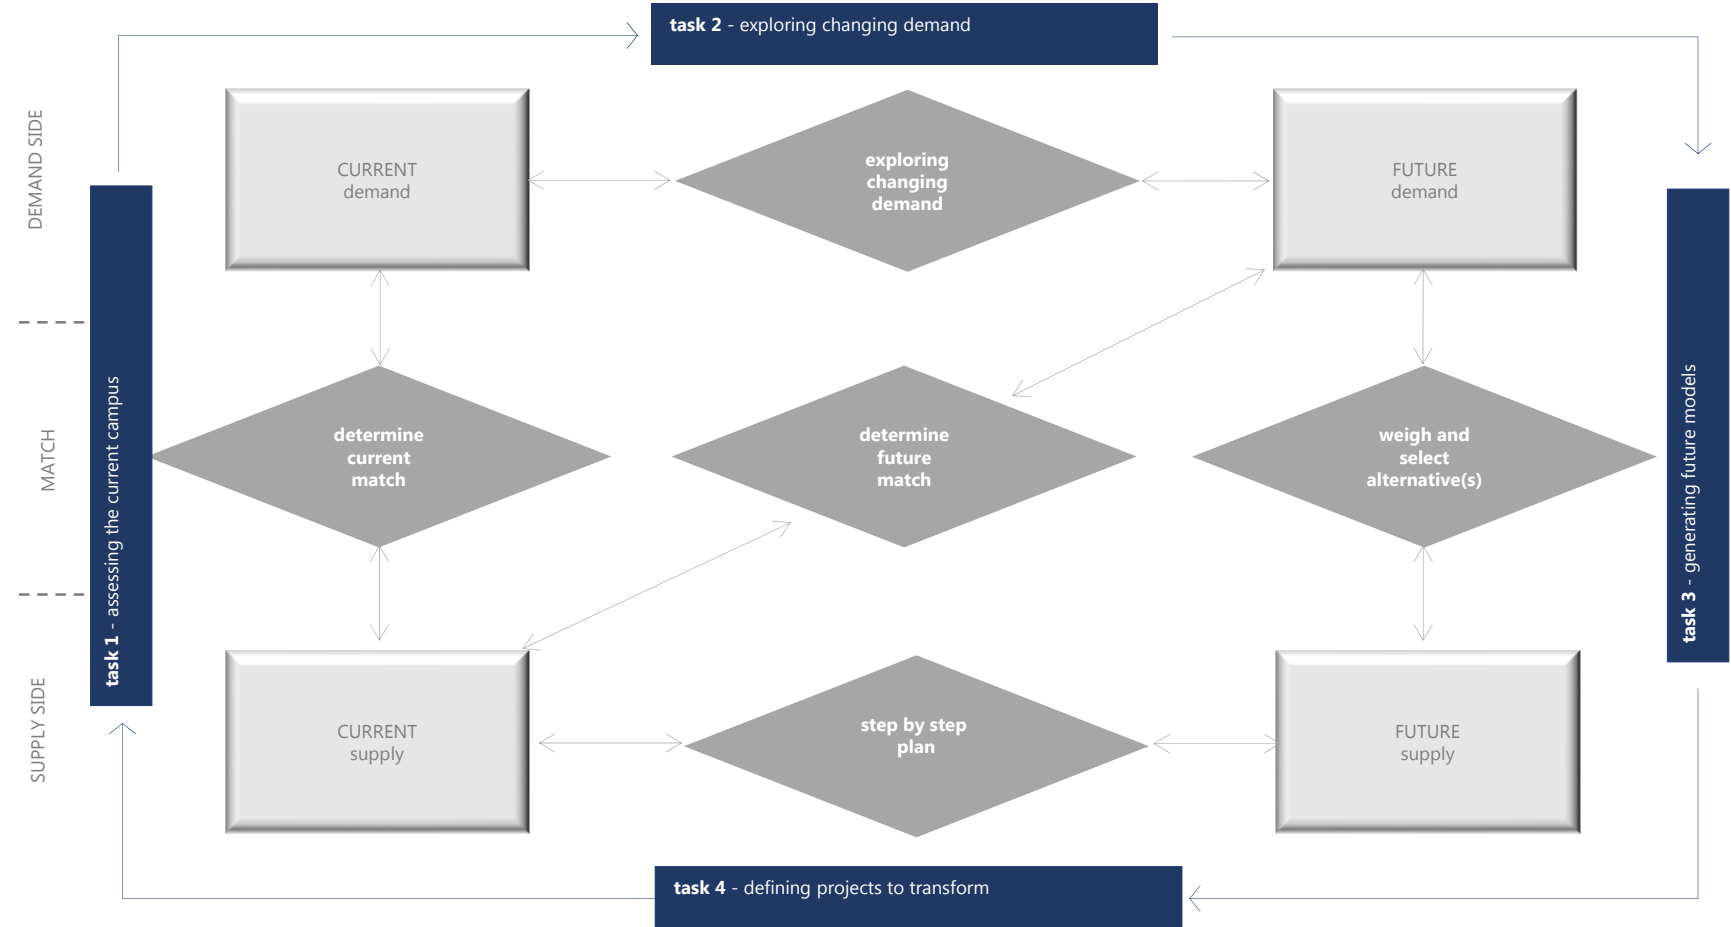 task 2 - exploring changing demand
DEMAND SIDE
CURRENT
demand
exploring
changing
demand
FUTURE
demand
task 1 - assessing the current campus
MATCH
determine
current
match
determine
future
match
weigh and
select
alternative(s)
task 3 - generating future models
SUPPLY SIDE
CURRENT
supply
step by step
plan
FUTURE
supply
task 4 - defining projects to transform